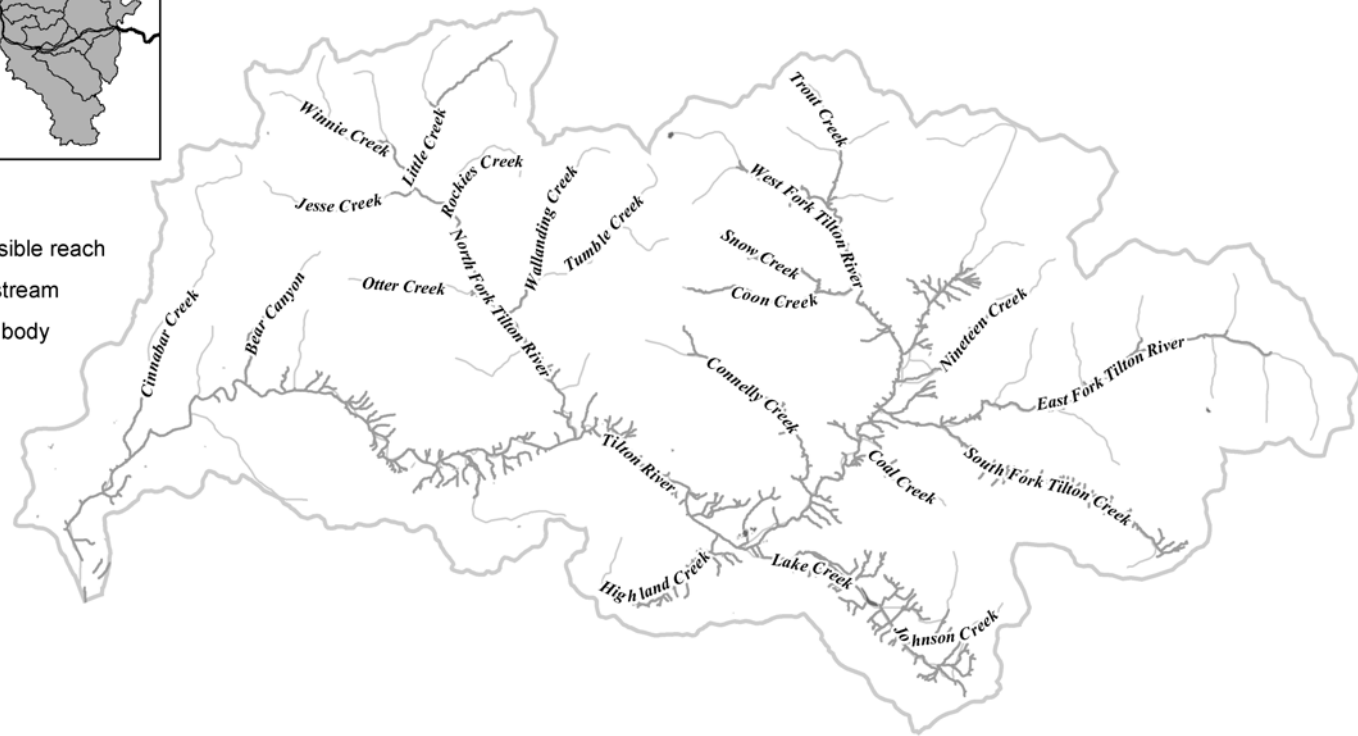 Trout Creek
Winnie Creek
Little Creek
Rockies Creek
Wallanding Creek
West Fork Tilton River
Jesse Creek
Tumble Creek
North Fork Tilton River
Snow Creek
sible reach
Otter Creek
Coon Creek
stream
Cinnabar Creek
Bear Canyon
Nineteen Creek
body
East Fork Tilton River
Connelly Creek
Tilton River
Coal Creek
South Fork Tilton Creek
Highland Creek
Lake Creek
Johnson Creek